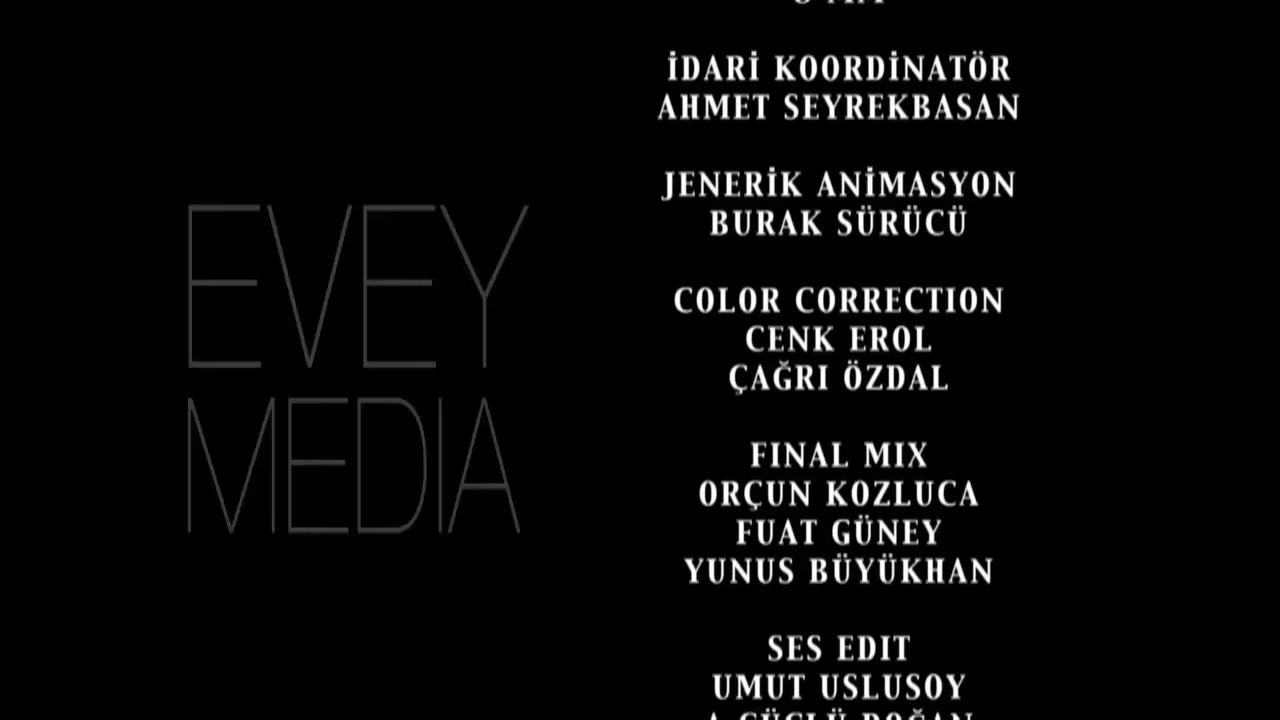 İDARİ KOORDİNATÖR
AHMET SEYREKBASAN
JENERİK ANİMASYON
BURAK SÜRÜCÜ
COLOR CORRECTION
CENK EROL
ÇAĞRI ÖZDAL
FINAL MIX
ORÇUN KOZLUCA
FUAT GÜNEY
YUNUS BÜYÜKHAN
SES EDIT
UMUT USLUSOY
EVEY
MEDIA